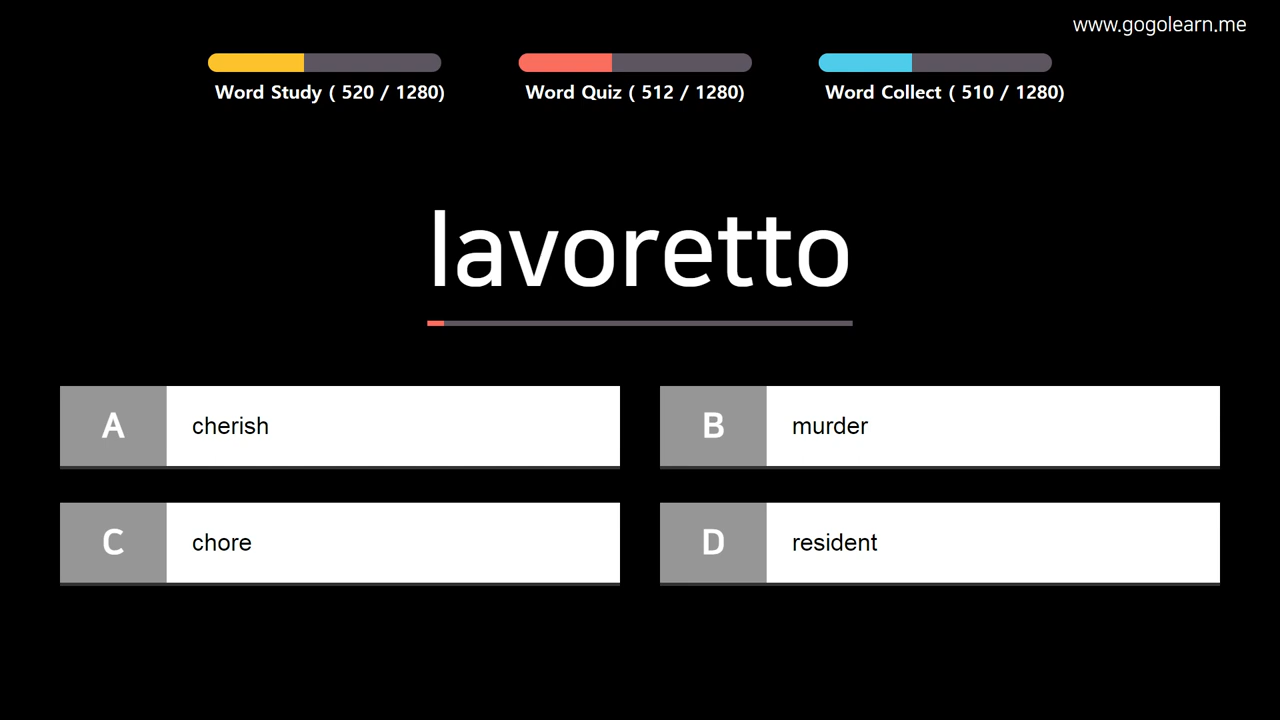 www.gogolearn.me
Word Study ( 520 / 1280)
Word Quiz ( 512 / 1280)
Word Collect ( 510 / 1280)
lavoretto
A cherish
B murder
C chore
D resident